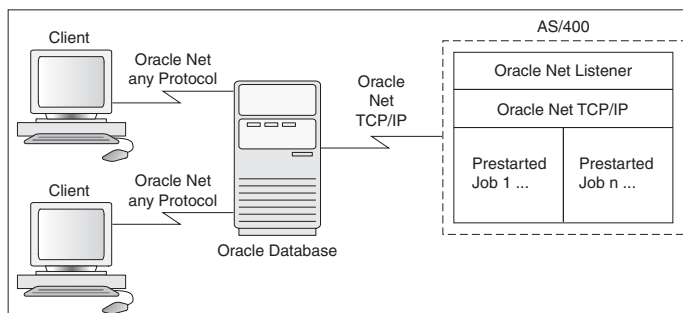 Client
Oracle Net
any Protocol
Client
Oracle Net
any Protocol
Oracle Database
Oracle
Net
TCP/IP
AS/400
Oracle Net Listener
Oracle Net TCP/IP
Prestarted
Job 1 ...
Prestarted
Job n ...